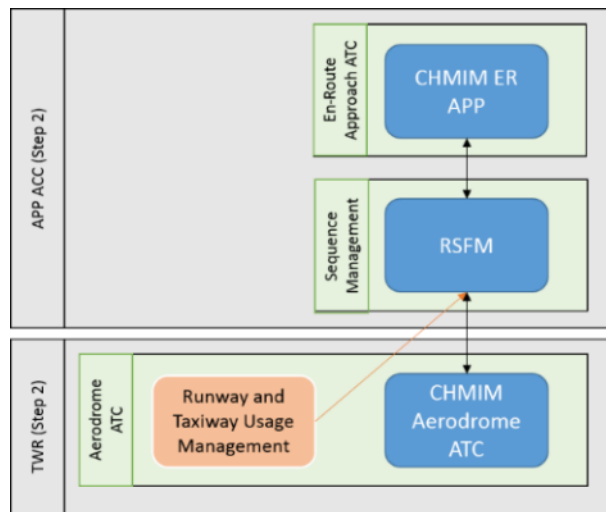 APP ACC (Step 2)
En-Route
Approach ATC
CHMIM ER
APP
Sequence
Management
RSFM
TWR (Step 2)
Aerodrome
ATC
Runway and
Taxiway Usage
Management
CHMIM
Aerodrome
ATC